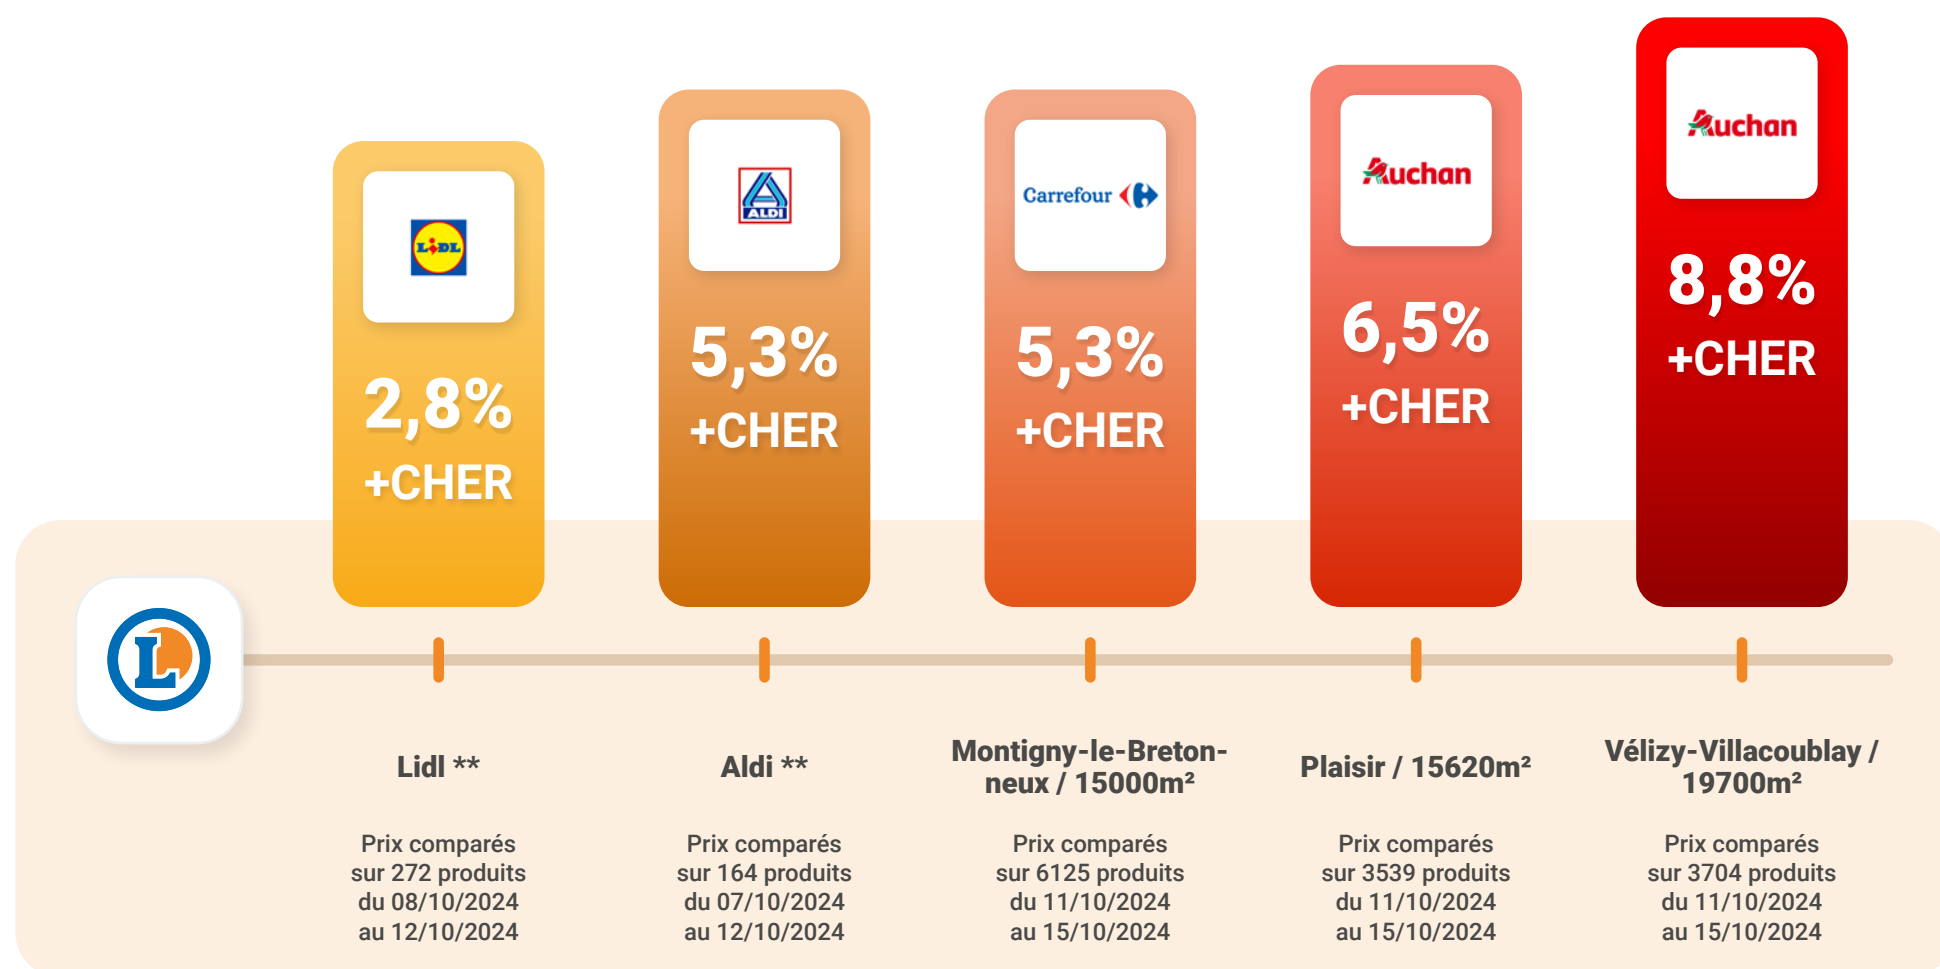 LIDL
2,8%
+CHER
ALDI
5,3%
+CHER
Carrefour
5,3%
+CHER
Auchan
6,5%
+CHER
Auchan
8,8%
+CHER
L
Lidl **
Prix comparés
sur 272 produits
du 08/10/2024
au 12/10/2024
Aldi **
Prix comparés
sur 164 produits
du 07/10/2024
au 12/10/2024
Montigny-le-Breton-
neux / 15000m²
Prix comparés
sur 6125 produits
du 11/10/2024
au 15/10/2024
Plaisir / 15620m²
Prix comparés
sur 3539 produits
du 11/10/2024
au 15/10/2024
Vélizy-Villacoublay /
19700m²
Prix comparés
sur 3704 produits
du 11/10/2024
au 15/10/2024